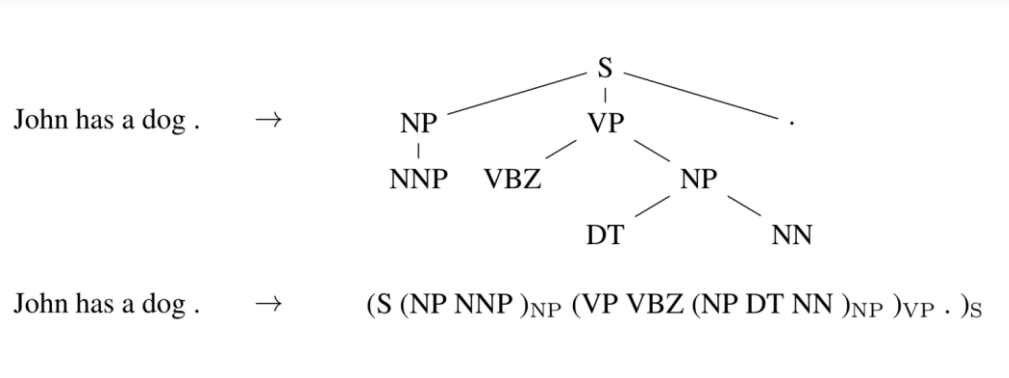 S
John has a dog . → NP VP .
NNP VBZ NP
DT NN
John has a dog . → (S (NP NNP )NP (VP VBZ (NP DT NN )NP )VP . )S